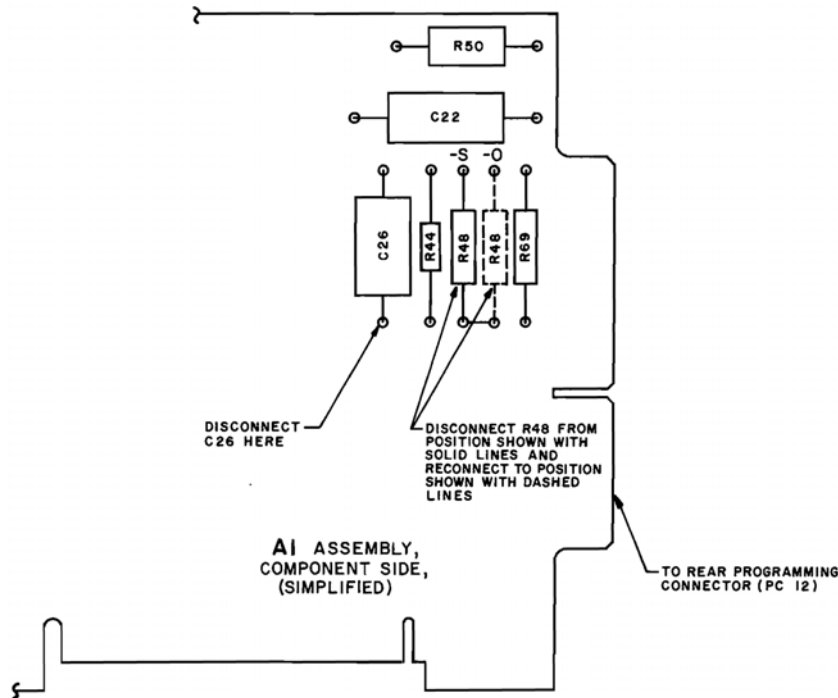 R50
C22
-S -O
C26
R44
R48
R48
R69
DISCONNECT
C26 HERE
DISCONNECT R48 FROM
POSITION SHOWN WITH
SOLID LINES AND
RECONNECT TO POSITION
SHOWN WITH DASHED
LINES
A1 ASSEMBLY,
COMPONENT SIDE,
(SIMPLIFIED)
TO REAR PROGRAMMING
CONNECTOR (PC 12)